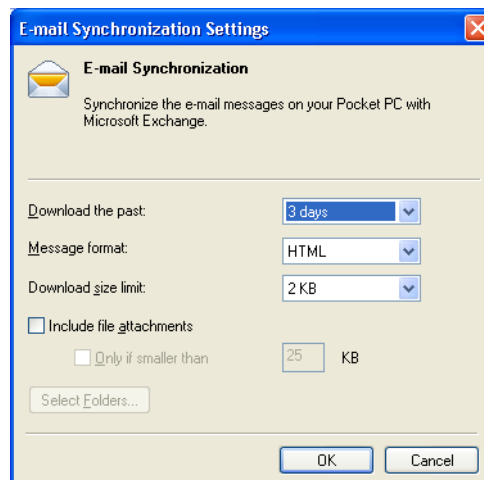 E-mail Synchronization Settings
E-mail Synchronization
Synchronize the e-mail messages on your Pocket PC with
Microsoft Exchange.
Download the past: 3 days
Message format: HTML
Download size limit: 2 KB
Include file attachments
Only if smaller than 25 KB
Select Folders...
OK Cancel